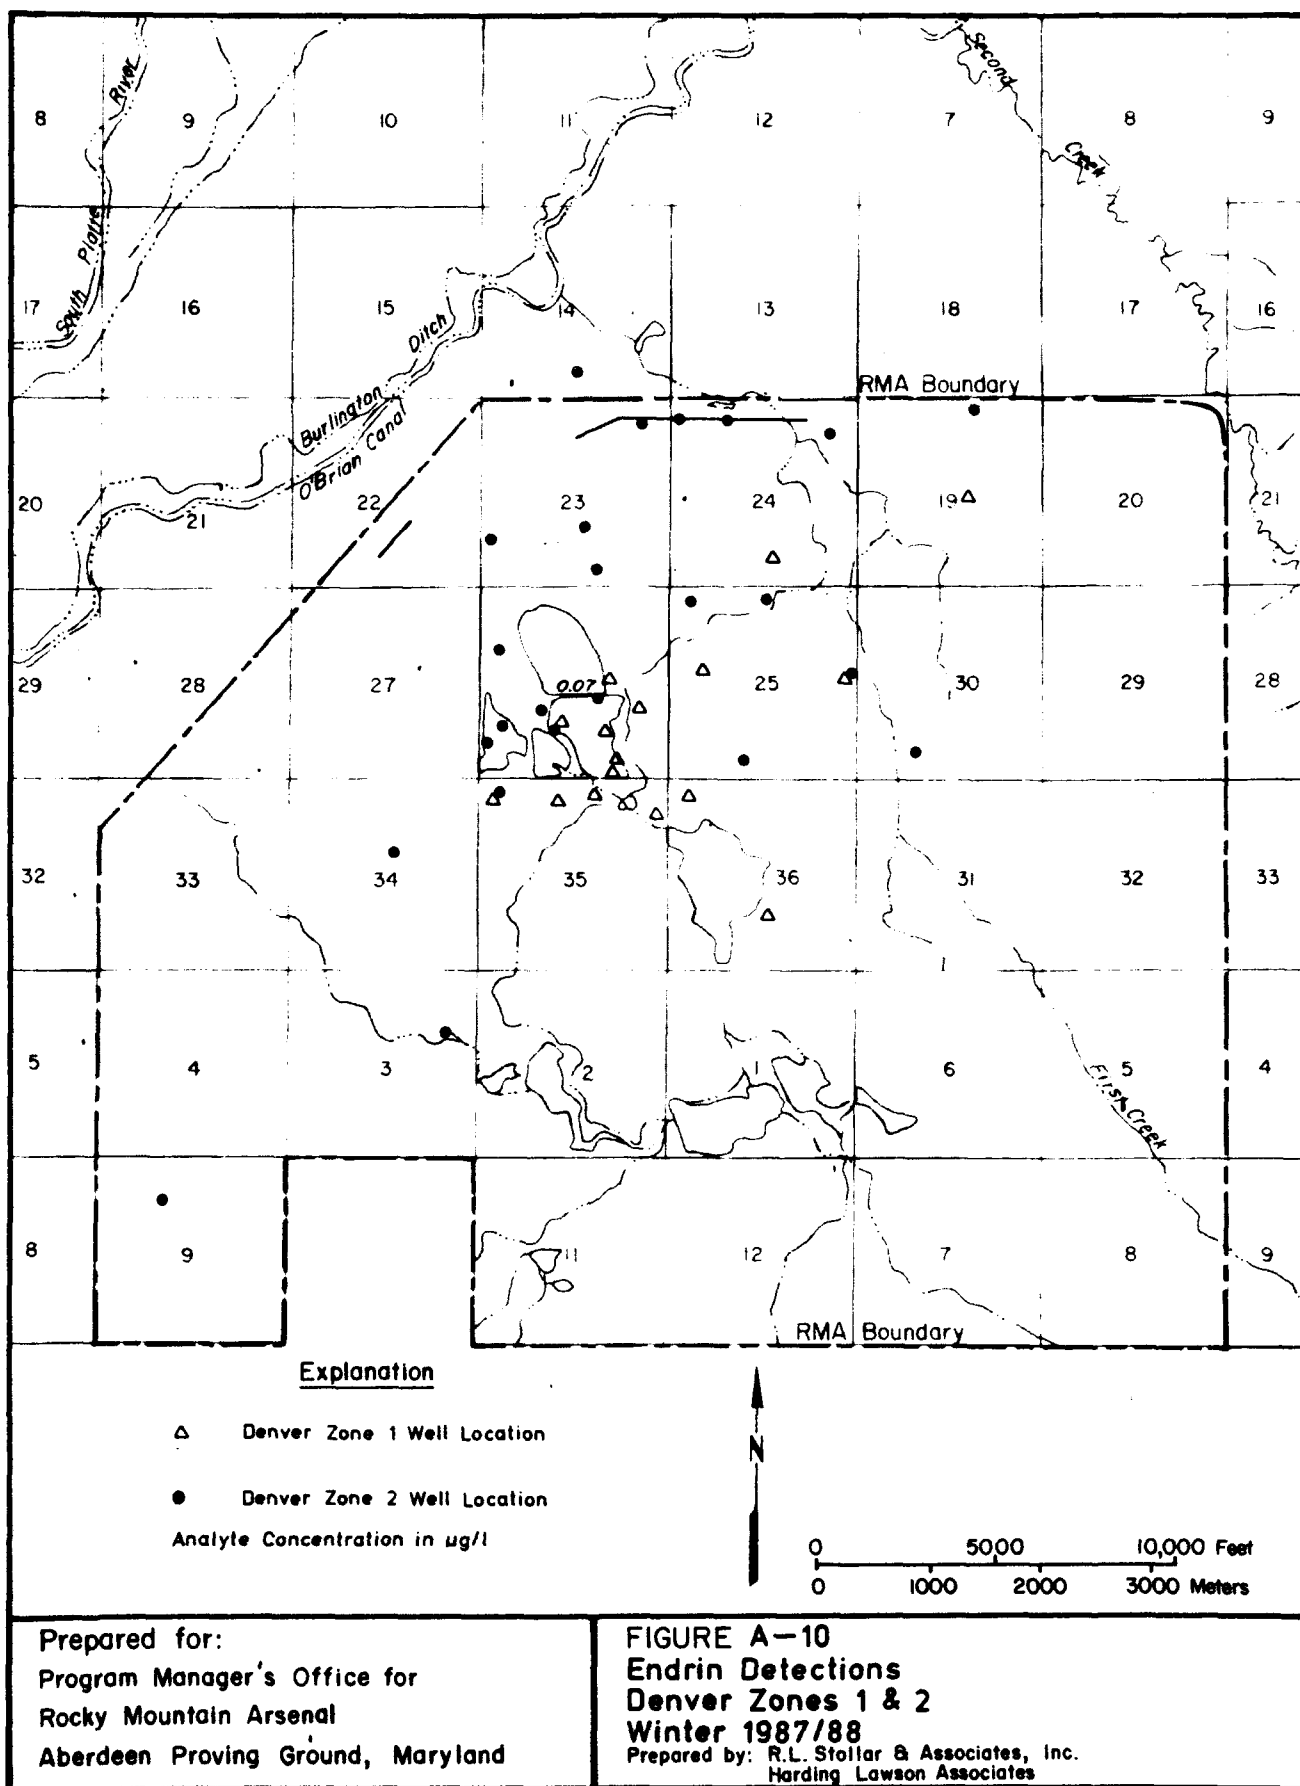 8 9 10 11 12 7 8 9
River
Second
Creek
South Platte
17 16 15 14 13 18 17 16
Burlington Ditch
O'Brian Canal
RMA Boundary
20 21 22 23 24 19 20 21
29 28 27 25 30 29 28
0.07
32 33 34 35 36 31 32 33
5 4 3 2 1 6 5 4
First Creek
8 9 11 12 7 8 9
RMA Boundary
Explanation
Denver Zone 1 Well Location
Denver Zone 2 Well Location
Analyte Concentration in µg/l
N
0 5000 10,000 Feet
0 1000 2000 3000 Meters
Prepared for:
Program Manager's Office for
Rocky Mountain Arsenal
Aberdeen Proving Ground, Maryland
FIGURE A-10
Endrin Detections
Denver Zones 1 & 2
Winter 1987/88
Prepared by: R.L. Stollar & Associates, Inc.
Harding Lawson Associates